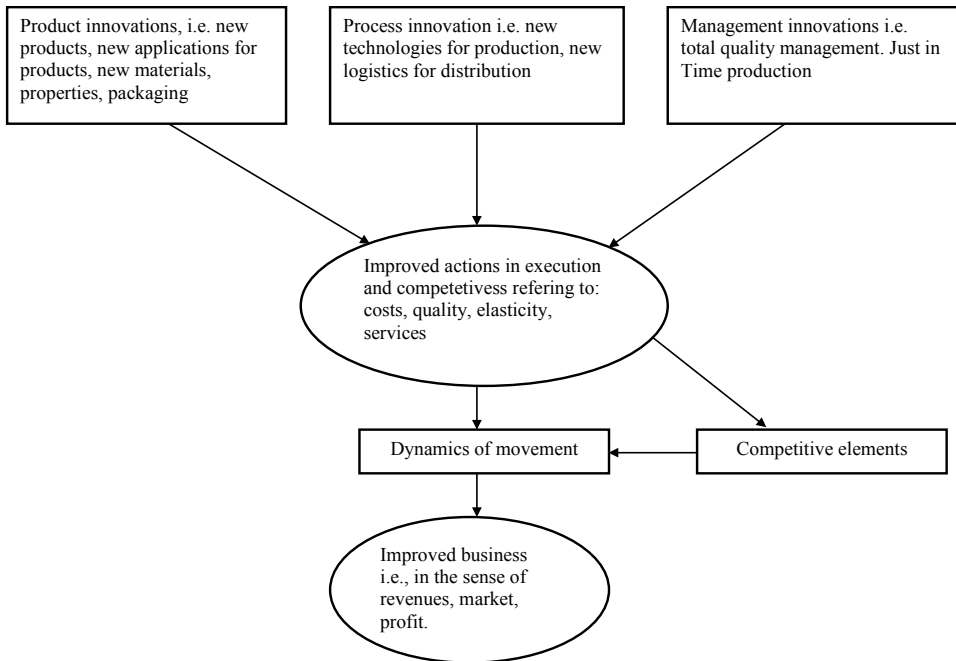 Product innovations, i.e. new
products, new applications for
products, new materials,
properties, packaging
Process innovation i.e. new
technologies for production, new
logistics for distribution
Management innovations i.e.
total quality management. Just in
Time production
Improved actions in execution
and competetivess refering to:
costs, quality, elasticity,
services
Dynamics of movement
Competitive elements
Improved business
i.e., in the sense of
revenues, market,
profit.